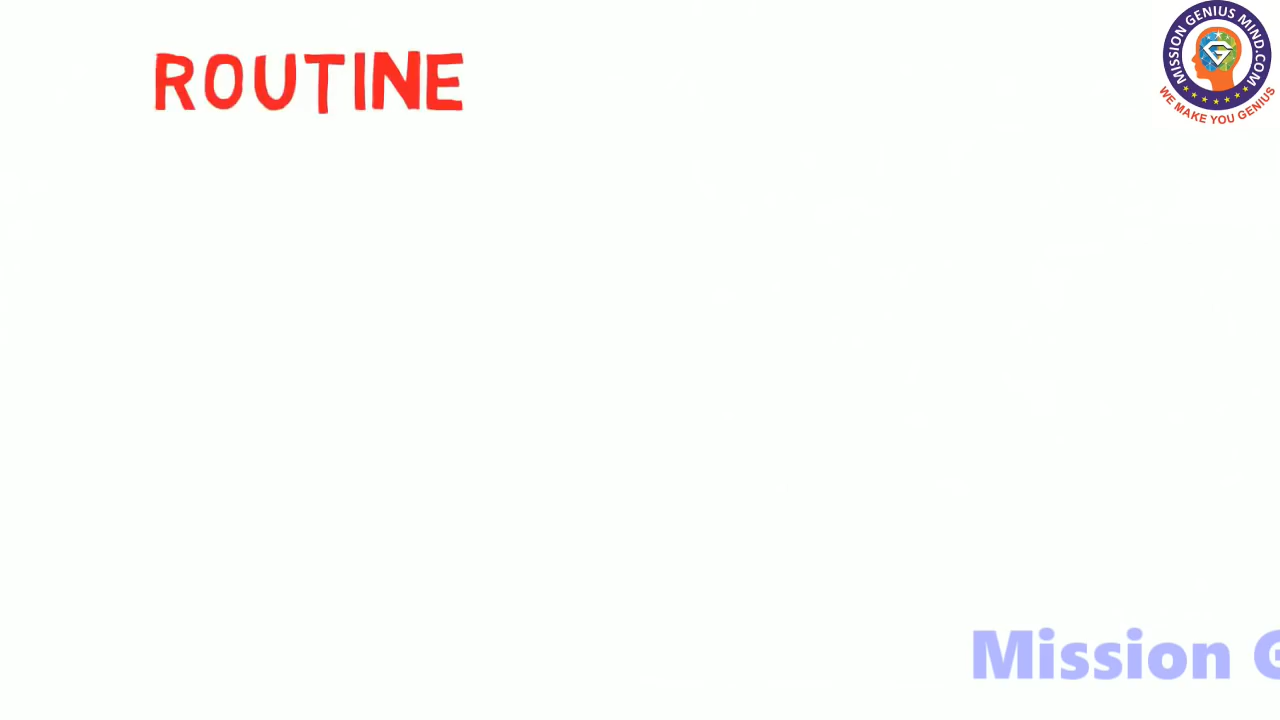 ROUTINE
MISSION GENIUS MIND.COM
WE MAKE YOU GENIUS
Mission G